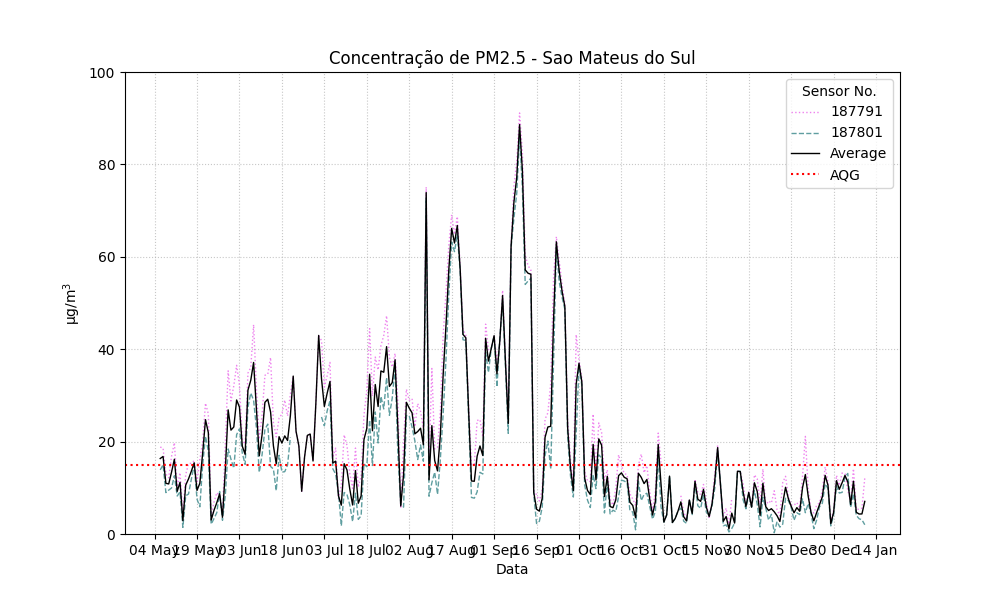 Concentração de PM2.5 - Sao Mateus do Sul
100
80
60
40
20
0
µg/m³
Sensor No.
187791
187801
Average
AQG
04 May 19 May 03 Jun 18 Jun 03 Jul 18 Jul 02 Aug 17 Aug 01 Sep 16 Sep 01 Oct 16 Oct 31 Oct 15 Nov 30 Nov 15 Dec 30 Dec 14 Jan
Data